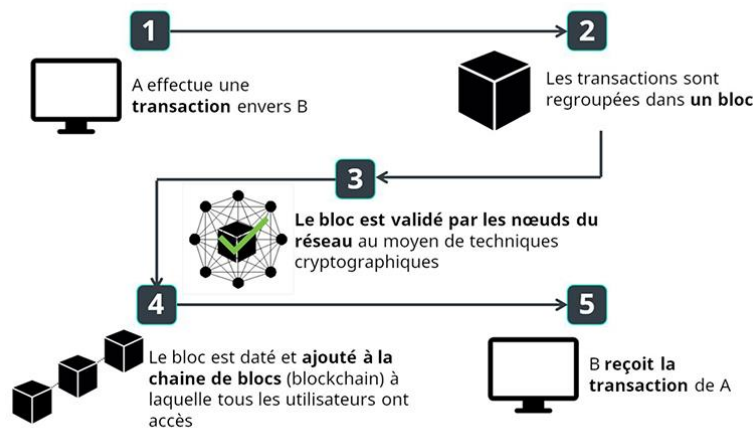 1
2
A effectue une
transaction envers B
Les transactions sont
regroupées dans un bloc
3
Le bloc est validé par les nœuds du
réseau au moyen de techniques
cryptographiques
4
5
Le bloc est daté et ajouté à la
chaine de blocs (blockchain) à
laquelle tous les utilisateurs ont
accès
B reçoit la
transaction de A